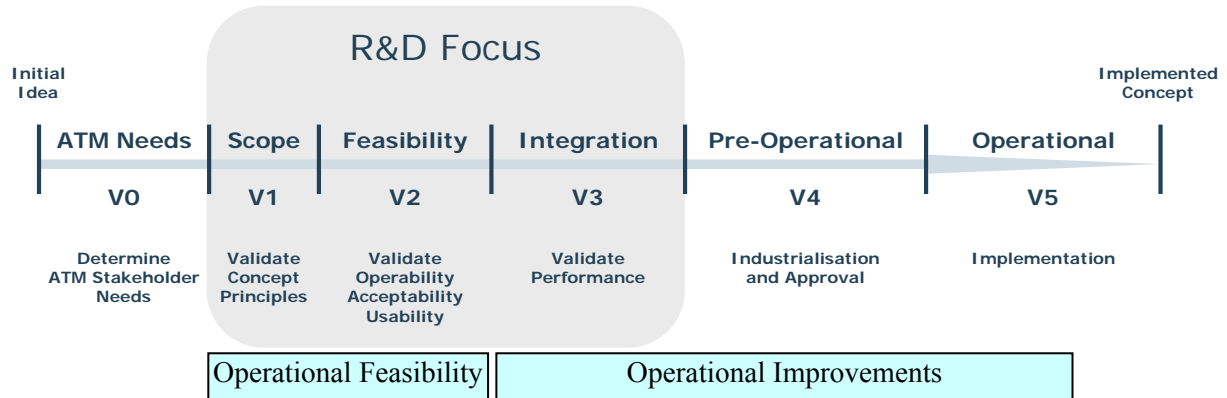 R&D Focus
Initial
Idea
Implemented
Concept
ATM Needs
Scope
Feasibility
Integration
Pre-Operational
Operational
V0
V1
V2
V3
V4
V5
Determine
ATM Stakeholder
Needs
Validate
Concept
Principles
Validate
Operability
Acceptability
Usability
Validate
Performance
Industrialisation
and Approval
Implementation
Operational Feasibility
Operational Improvements